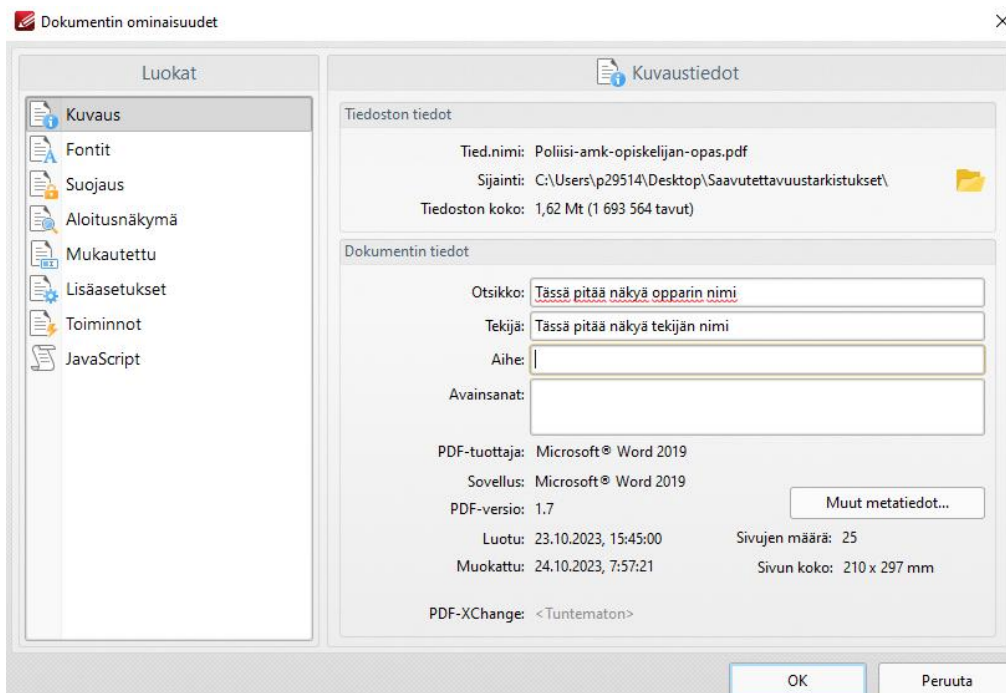 Dokumentin ominaisuudet
Luokat
Kuvaus
Fontit
Suojaus
Aloitusnäkymä
Mukautettu
Lisäasetukset
Toiminnot
JavaScript
Kuvaustiedot
Tiedoston tiedot
Tied.nimi: Poliisi-amk-opiskelijan-opas.pdf
Sijainti: C:\Users\p29514\Desktop\Saavutettavuustarkistukset\
Tiedoston koko: 1,62 Mt (1 693 564 tavut)
Dokumentin tiedot
Otsikko: Tässä pitää näkyä opparin nimi
Tekijä: Tässä pitää näkyä tekijän nimi
Aihe:
Avainsanat:
PDF-tuottaja: Microsoft® Word 2019
Sovellus: Microsoft® Word 2019
PDF-versio: 1.7
Muut metatiedot...
Luotu: 23.10.2023, 15:45:00 Sivujen määrä: 25
Muokattu: 24.10.2023, 7:57:21 Sivun koko: 210 x 297 mm
PDF-XChange: <Tuntematon>
OK Peruuta